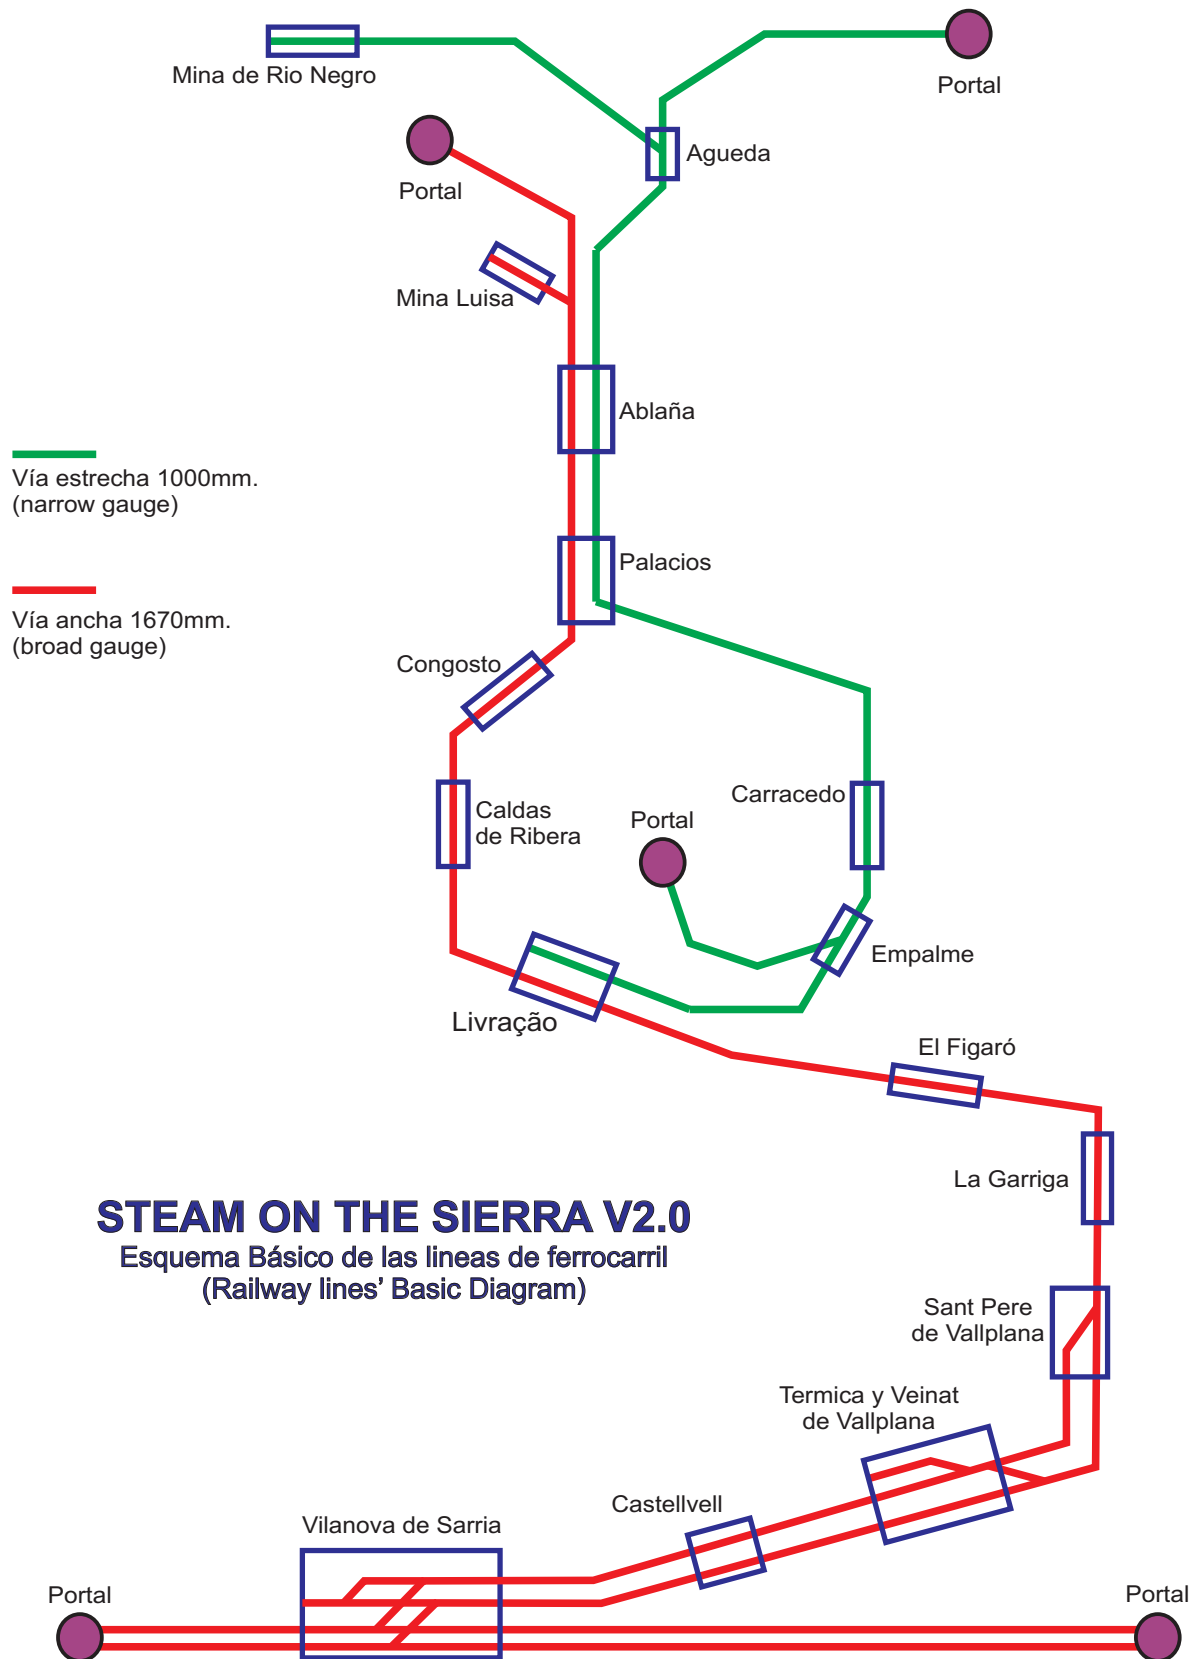 Mina de Rio Negro
Portal
Agueda
Portal
Mina Luisa
Ablaña
Vía estrecha 1000mm.
(narrow gauge)
Palacios
Vía ancha 1670mm.
(broad gauge)
Congosto
Carracedo
Caldas
de Ribera
Portal
Empalme
Livração
El Figaró
La Garriga
STEAM ON THE SIERRA V2.0
Esquema Básico de las lineas de ferrocarril
(Railway lines’ Basic Diagram)
Sant Pere
de Vallplana
Termica y Veinat
de Vallplana
Castellvell
Vilanova de Sarria
Portal
Portal